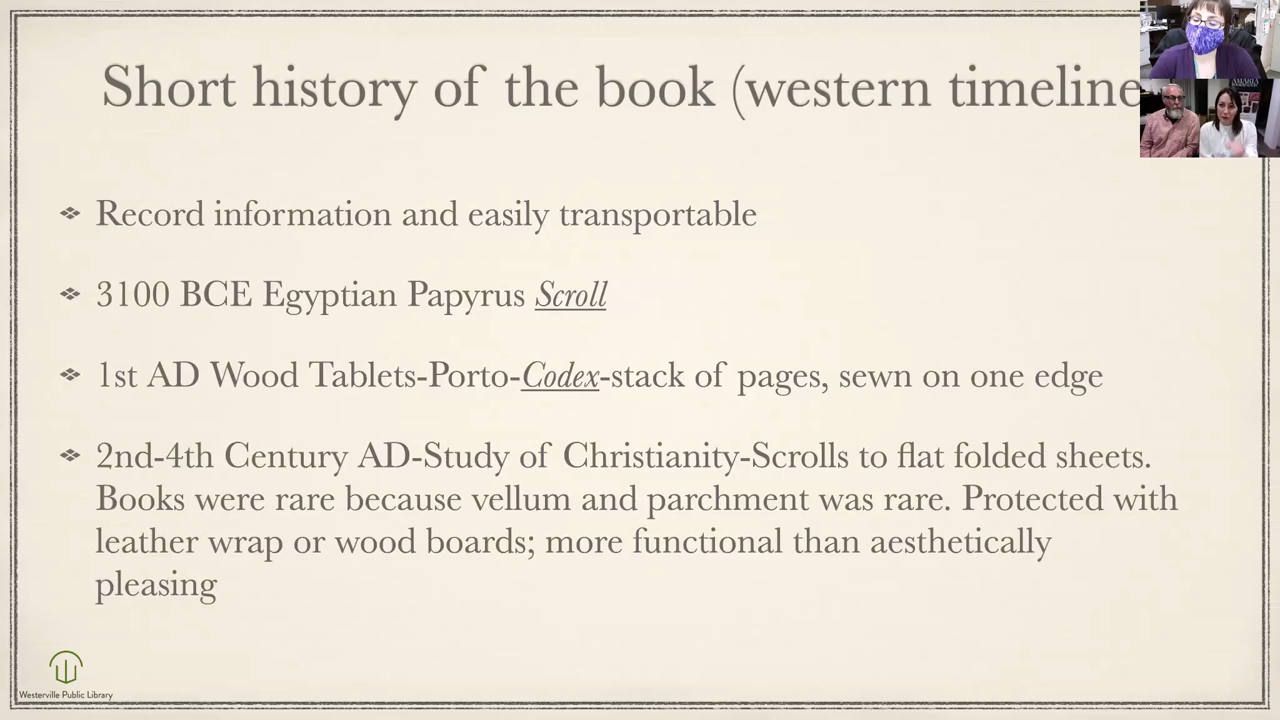 Short history of the book (western timeline
Record information and easily transportable
3100 BCE Egyptian Papyrus Scroll
1st AD Wood Tablets-Porto-Codex-stack of pages, sewn on one edge
2nd-4th Century AD-Study of Christianity-Scrolls to flat folded sheets.
Books were rare because vellum and parchment was rare. Protected with
leather wrap or wood boards; more functional than aesthetically
pleasing
Westerville Public Library